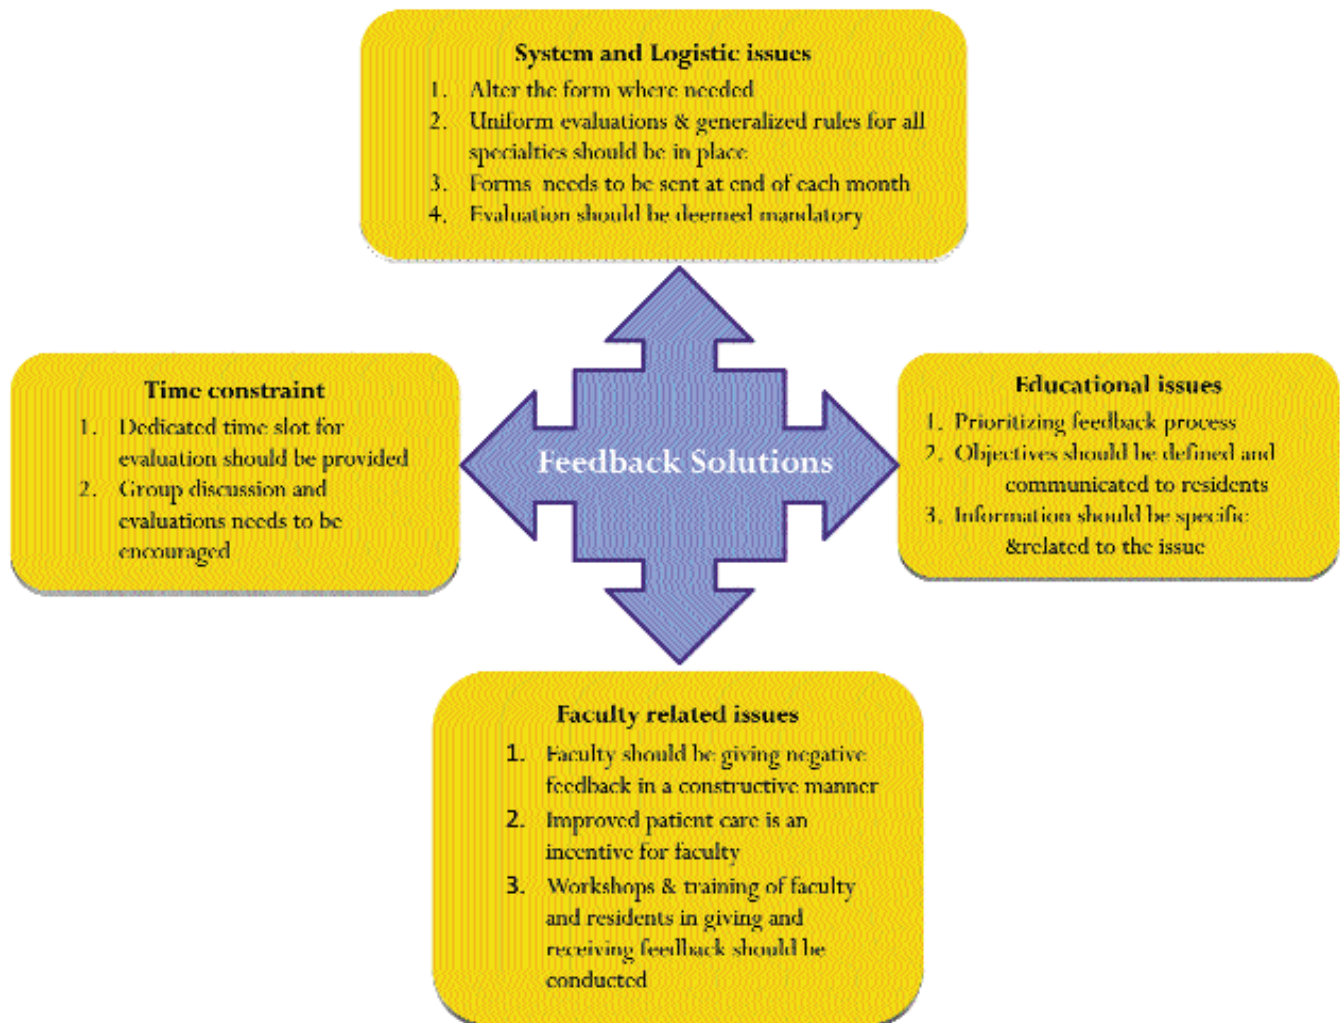 System and Logistic issues
1. Alter the form where needed
2. Uniform evaluations & generalized rules for all
specialties should be in place
3. Forms needs to be sent at end of each month
4. Evaluation should be deemed mandatory
Time constraint
1. Dedicated time slot for
evaluation should be provided
2. Group discussion and
evaluations needs to be
encouraged
Feedback Solutions
Educational issues
1. Prioritizing feedback process
2. Objectives should be defined and
communicated to residents
3. Information should be specific
&related to the issue
Faculty related issues
1. Faculty should be giving negative
feedback in a constructive manner
2. Improved patient care is an
incentive for faculty
3. Workshops & training of faculty
and residents in giving and
receiving feedback should be
conducted